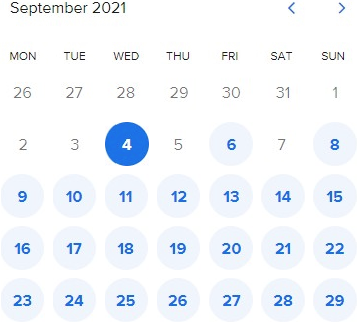 September 2021
MON TUE WED THU FRI SAT SUN
26 27 28 29 30 31 1
2 3 4 5 6 7 8
9 10 11 12 13 14 15
16 17 18 19 20 21 22
23 24 25 26 27 28 29